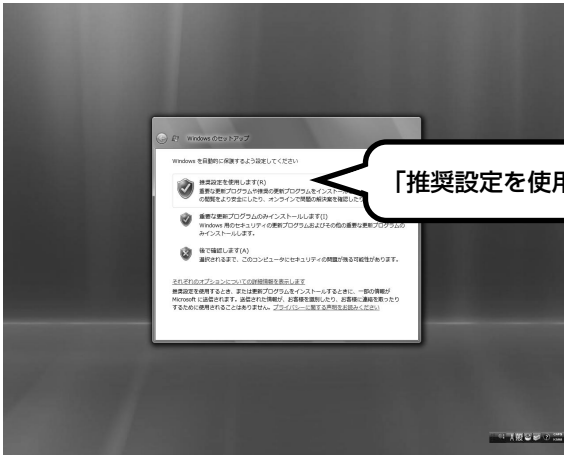 Windows のセットアップ
Windows を自動的に保護するよう設定してください
推奨設定を使用します(R)
重要な更新プログラムや推奨の更新プログラムをインストール
の閲覧をより安全にしたり、オンラインで問題の解決策を確認したり
「推奨設定を使用
重要な更新プログラムのみインストールします(I)
Windows 用のセキュリティの更新プログラムおよびその他の重要な更新プログラムの
みインストールします。
後で確認します(A)
選択されるまで、このコンピュータにセキュリティの問題が残る可能性があります。
それぞれのオプションについての詳細情報を表示します
推奨設定を使用するとき、または更新プログラムをインストールするときに、一部の情報が
Microsoft に送信されます。送信された情報が、お客様を識別したり、お客様に連絡を取ったり
するために使用されることはありません。プライバシーに関する声明をお読みください